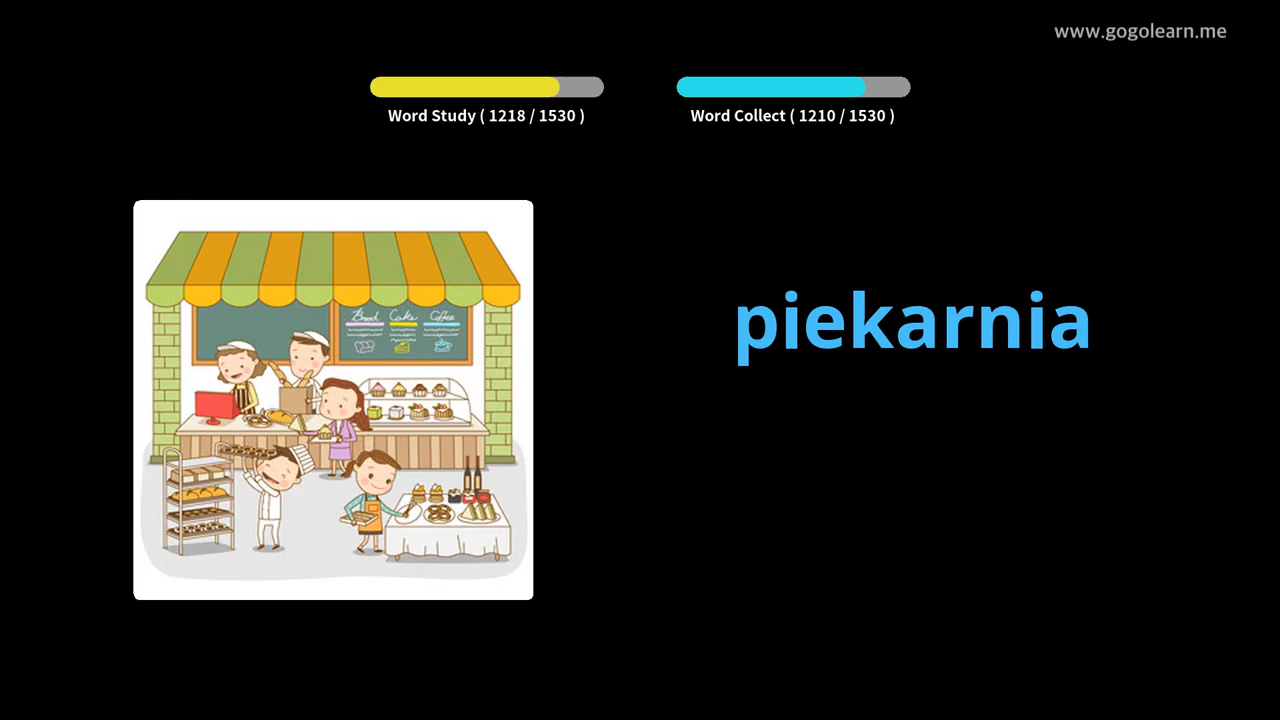 www.gogolearn.me
Word Study ( 1218 / 1530 )
Word Collect ( 1210 / 1530 )
Bread Cake Coffee
piekarnia